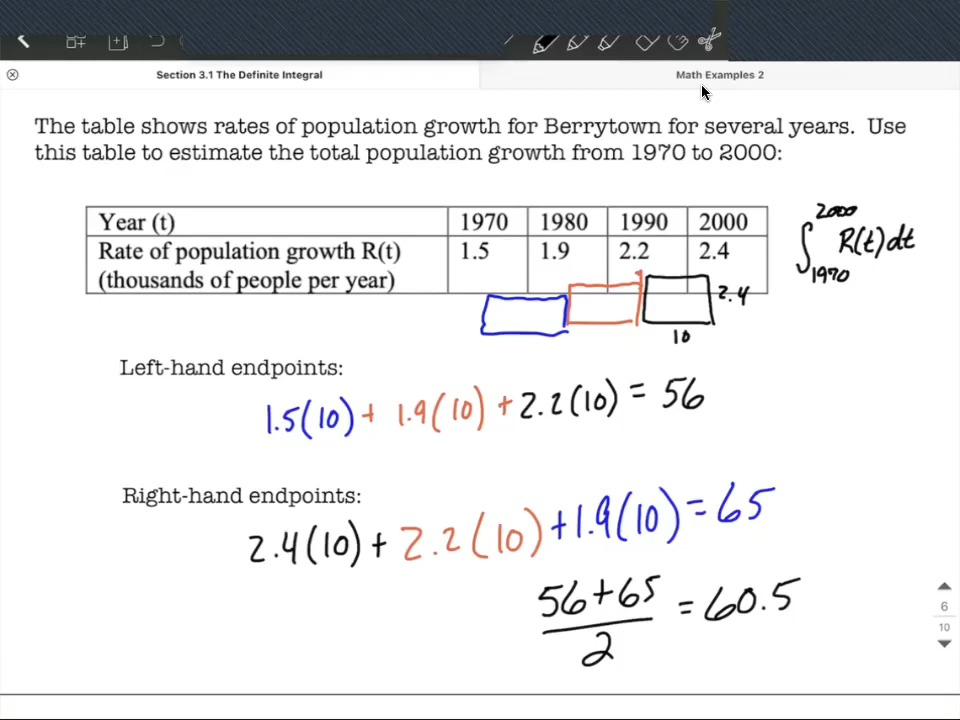 Section 3.1 The Definite Integral
Math Examples 2
The table shows rates of population growth for Berrytown for several years. Use
this table to estimate the total population growth from 1970 to 2000:
Year (t) 1970 1980 1990 2000
Rate of population growth R(t) 1.5 1.9 2.2 2.4
(thousands of people per year)
∫ 2000 1970 R(t)dt
2.4
10
Left-hand endpoints:
1.5(10) + 1.9(10) + 2.2(10) = 56
Right-hand endpoints:
2.4(10) + 2.2(10) + 1.9(10) = 65
56+65
2
= 60.5
6
10